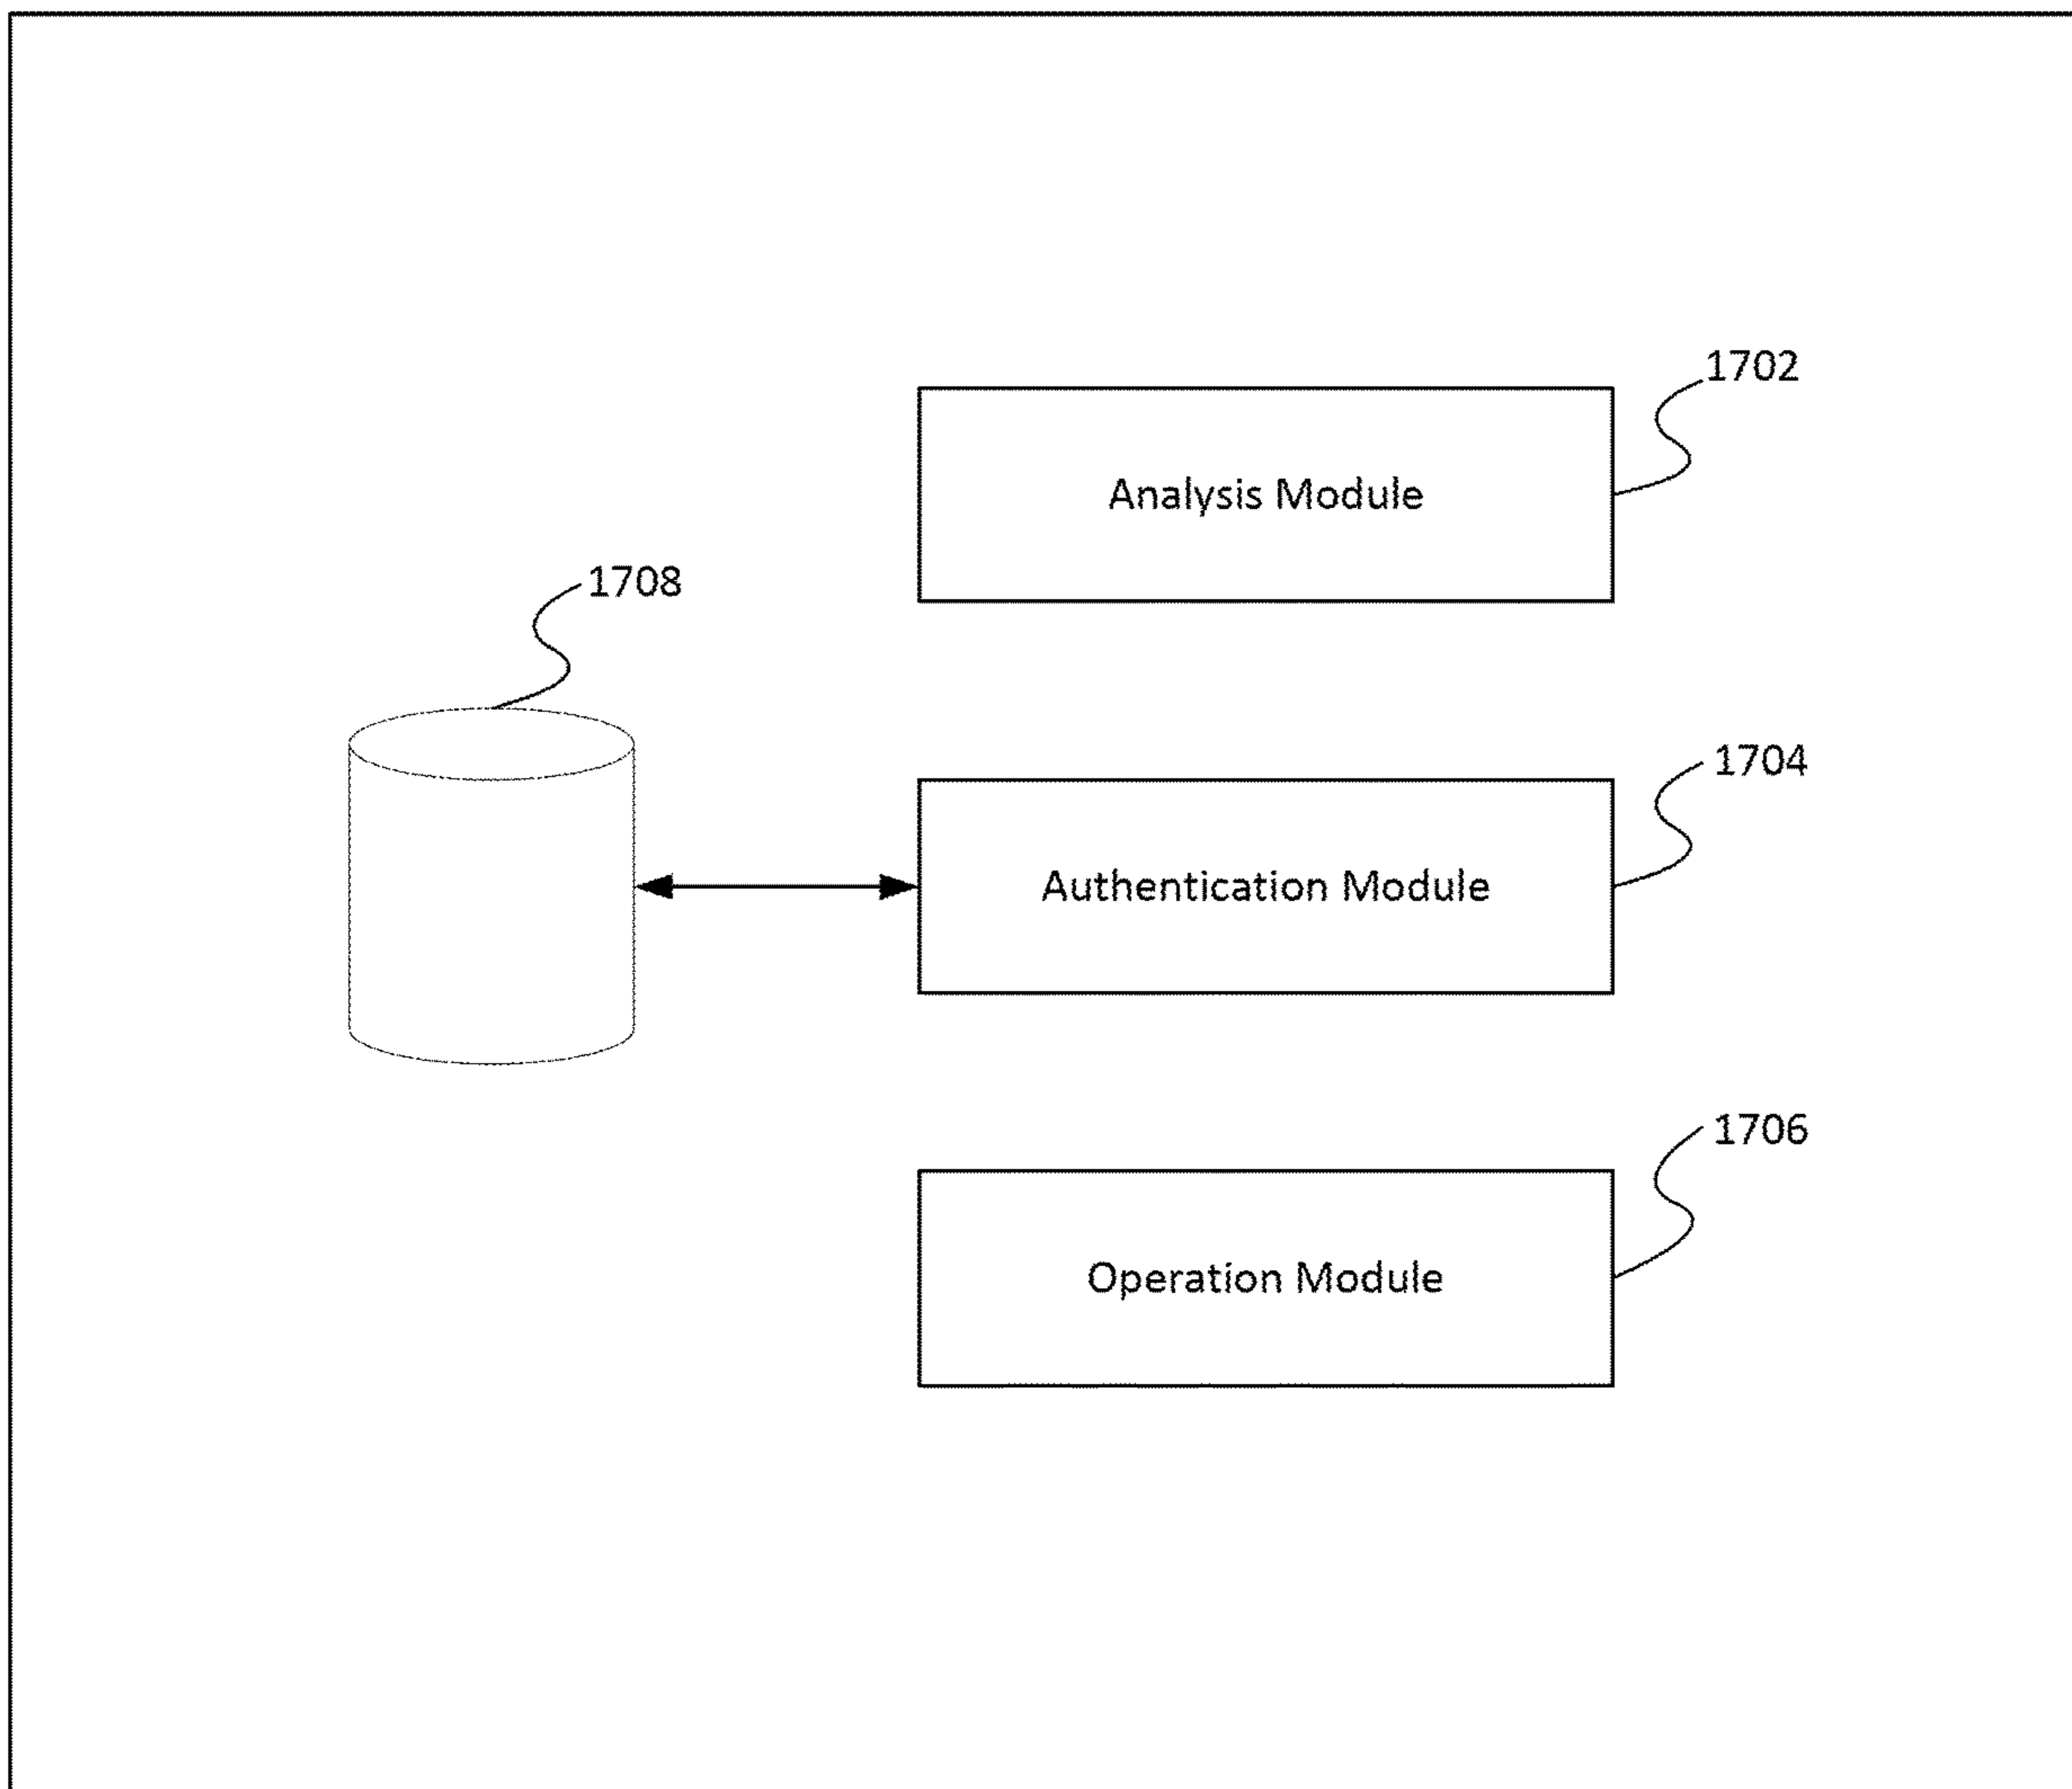 1702
Analysis Module
1708
1704
Authentication Module
1706
Operation Module